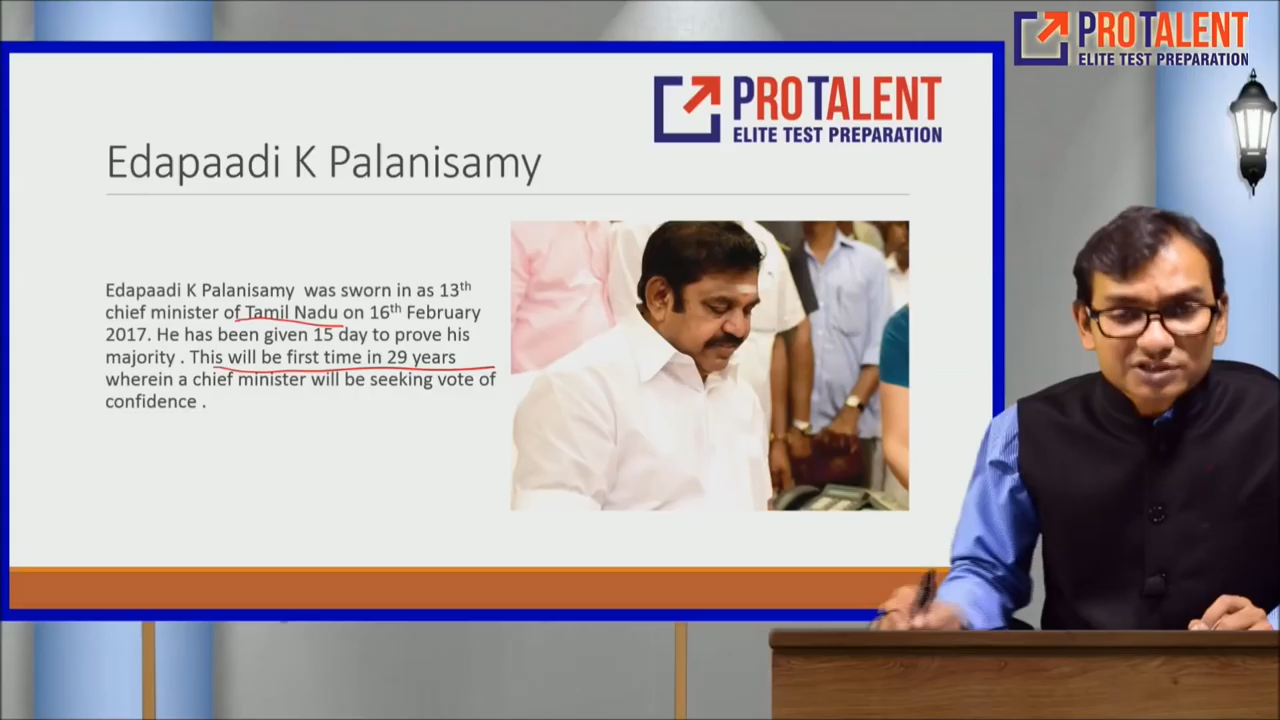 PROTALENT
ELITE TEST PREPARATION
PROTALENT
ELITE TEST PREPARATION
Edapaadi K Palanisamy
Edapaadi K Palanisamy was sworn in as 13th
chief minister of Tamil Nadu on 16th February
2017. He has been given 15 day to prove his
majority . This will be first time in 29 years
wherein a chief minister will be seeking vote of
confidence .